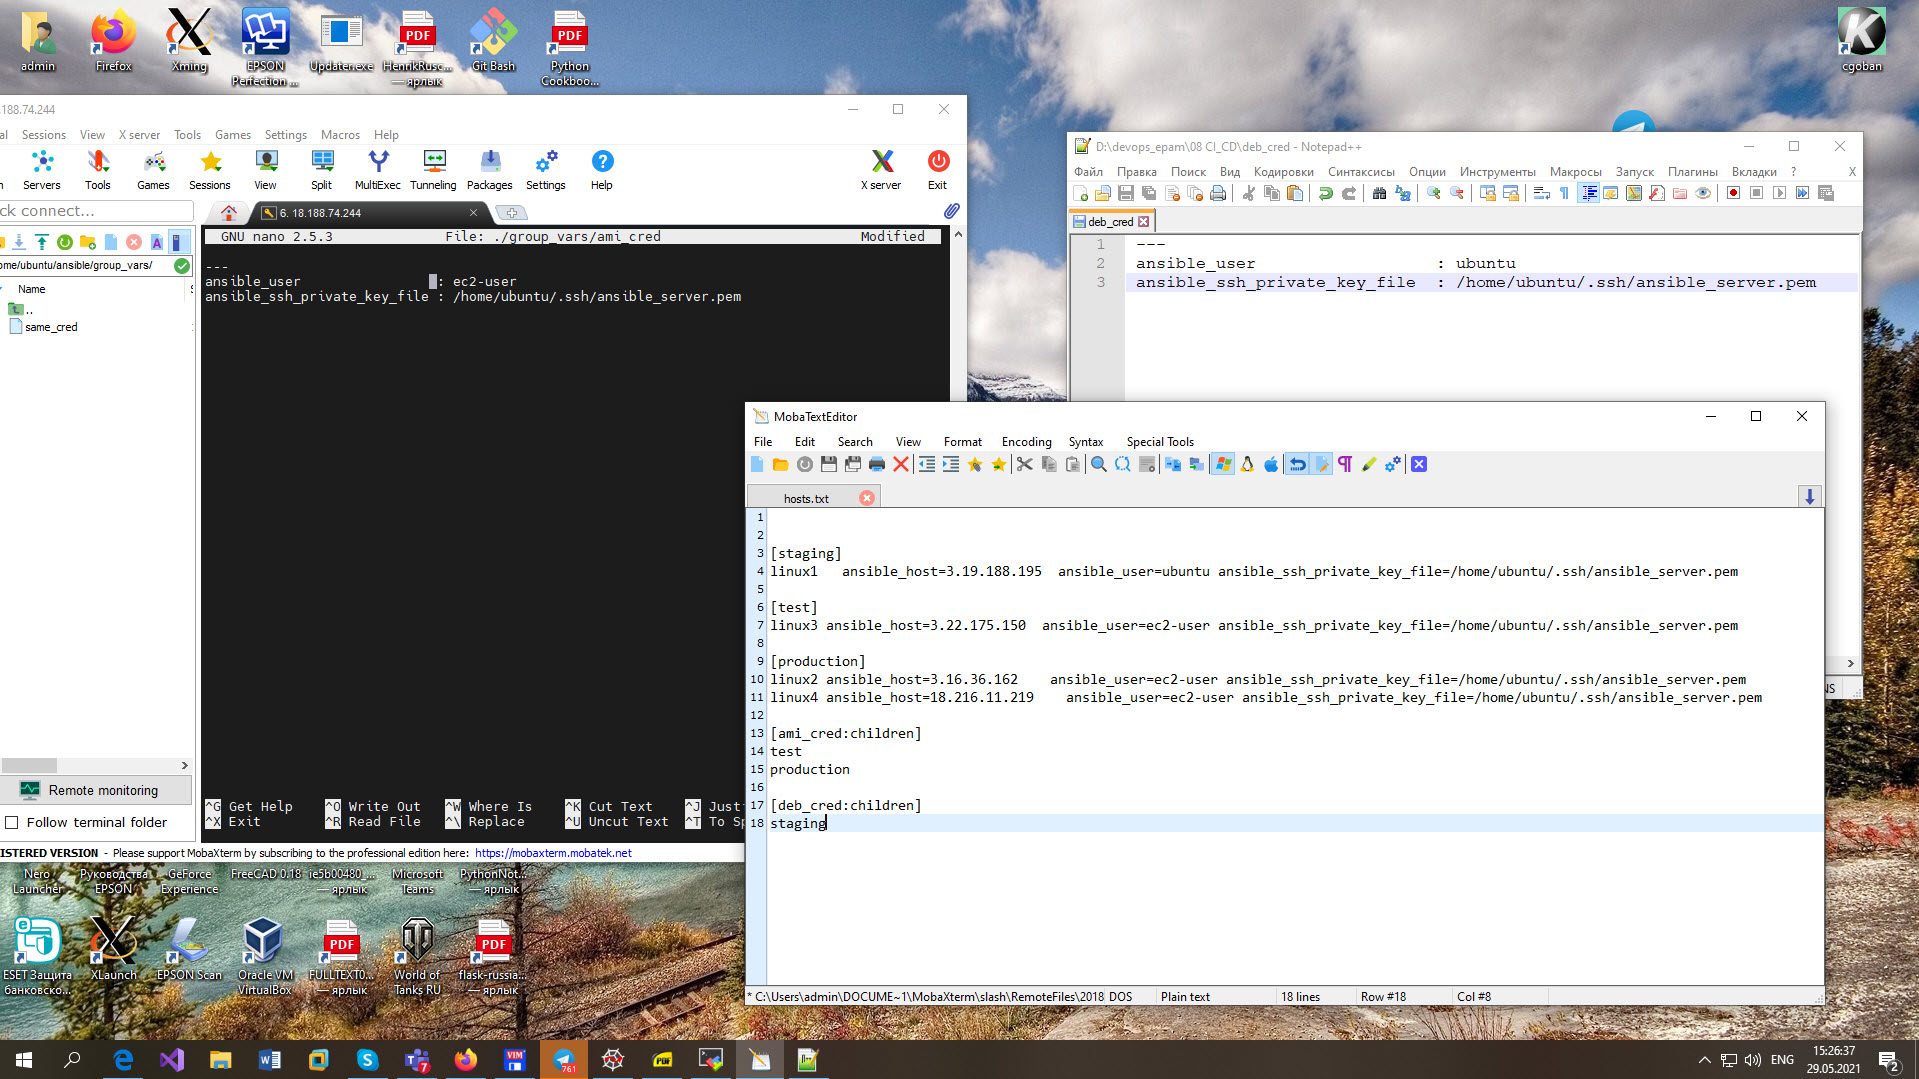 admin
Firefox
Xming
EPSON
Perfection ...
Updater.exe
HenrikRusc...
— ярлык
Git Bash
Python
Cookboo...
cgoban
PDF
PDF
.188.74.244
Sessions
View
X server
Tools
Games
Settings
Macros
Help
Servers
Tools
Games
Sessions
View
Split
MultiExec
Tunneling
Packages
Settings
Help
X server
Exit
ck connect...
6. 18.188.74.244
ome/ubuntu/ansible/group_vars/
Name
..
same_cred
GNU nano 2.5.3 File: ./group_vars/ami_cred Modified
---
ansible_user : ec2-user
ansible_ssh_private_key_file : /home/ubuntu/.ssh/ansible_server.pem
Remote monitoring
Follow terminal folder
^G Get Help ^O Write Out ^W Where Is ^K Cut Text ^J Justi
^X Exit ^R Read File ^\ Replace ^U Uncut Text ^T To Sp
ISTERED VERSION - Please support MobaXterm by subscribing to the professional edition here: https://mobaxterm.mobatek.net
D:\devops_epam\08 CI_CD\deb_cred - Notepad++
Файл Правка Поиск Вид Кодировки Синтаксисы Опции Инструменты Макросы Запуск Плагины Вкладки ? X
deb_cred
1 ---
2 ansible_user : ubuntu
3 ansible_ssh_private_key_file : /home/ubuntu/.ssh/ansible_server.pem
MobaTextEditor
File Edit Search View Format Encoding Syntax Special Tools
hosts.txt
1
2
3 [staging]
4 linux1 ansible_host=3.19.188.195 ansible_user=ubuntu ansible_ssh_private_key_file=/home/ubuntu/.ssh/ansible_server.pem
5
6 [test]
7 linux3 ansible_host=3.22.175.150 ansible_user=ec2-user ansible_ssh_private_key_file=/home/ubuntu/.ssh/ansible_server.pem
8
9 [production]
10 linux2 ansible_host=3.16.36.162 ansible_user=ec2-user ansible_ssh_private_key_file=/home/ubuntu/.ssh/ansible_server.pem
11 linux4 ansible_host=18.216.11.219 ansible_user=ec2-user ansible_ssh_private_key_file=/home/ubuntu/.ssh/ansible_server.pem
12
13 [ami_cred:children]
14 test
15 production
16
17 [deb_cred:children]
18 staging
* C:\Users\admin\DOCUME~1\MobaXterm\slash\RemoteFiles\2018 DOS Plain text 18 lines Row #18 Col #8
Nero
Launcher
Руководства
EPSON
GeForce
Experience
FreeCAD 0.18
ie5b00480_...
— ярлык
Microsoft
Teams
PythonNot...
— ярлык
ESET Защита
банковско...
XLaunch
EPSON Scan
Oracle VM
VirtualBox
PDF
FULLTEXT0...
— ярлык
World of
Tanks RU
PDF
flask-russia...
— ярлык
VIM
761
7
ENG
15:26:37
29.05.2021
2